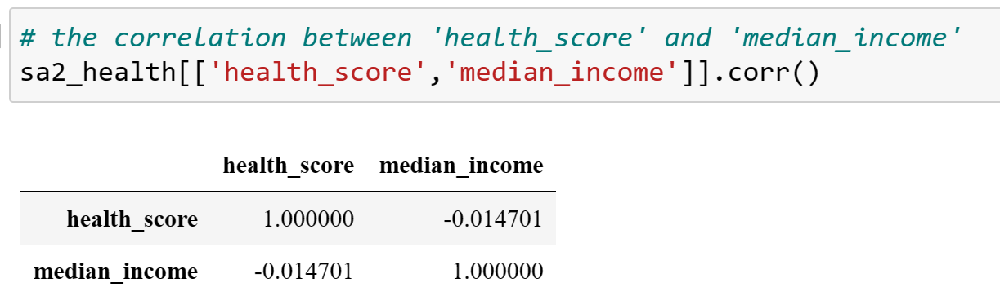 # the correlation between 'health_score' and 'median_income'
sa2_health[['health_score','median_income']].corr()
health_score median_income
health_score 1.000000 -0.014701
median_income -0.014701 1.000000